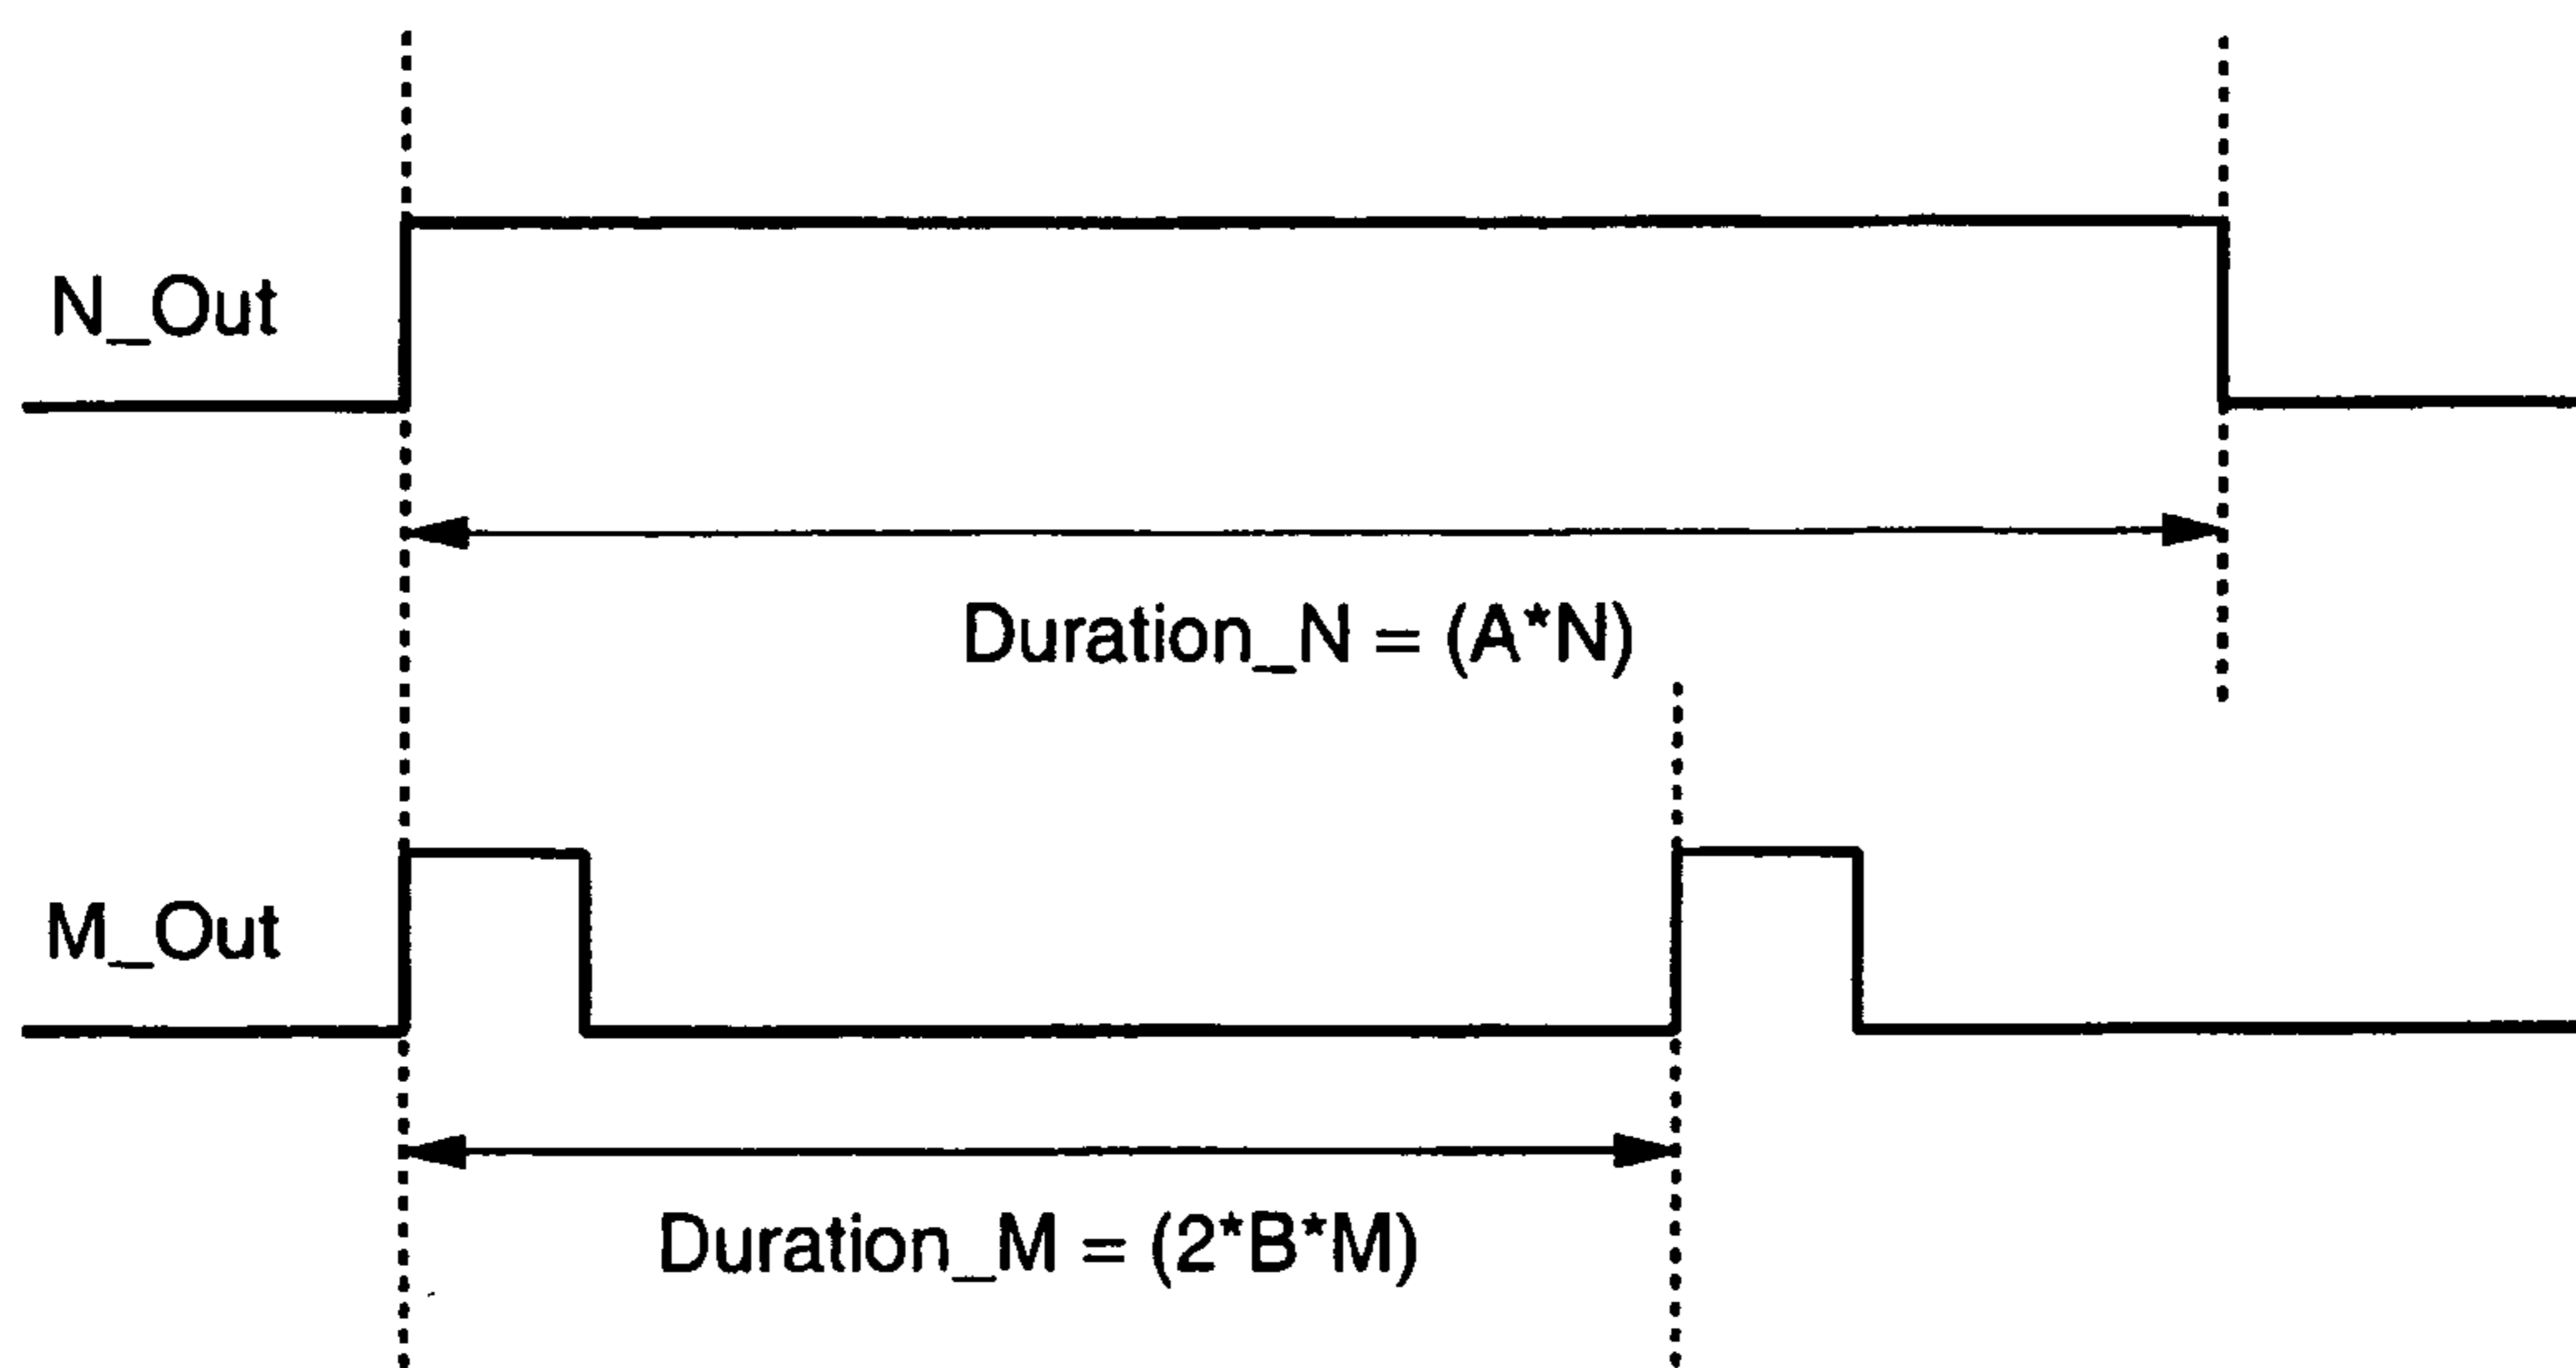 N_Out
Duration_N = (A*N)
M_Out
Duration_M = (2*B*M)